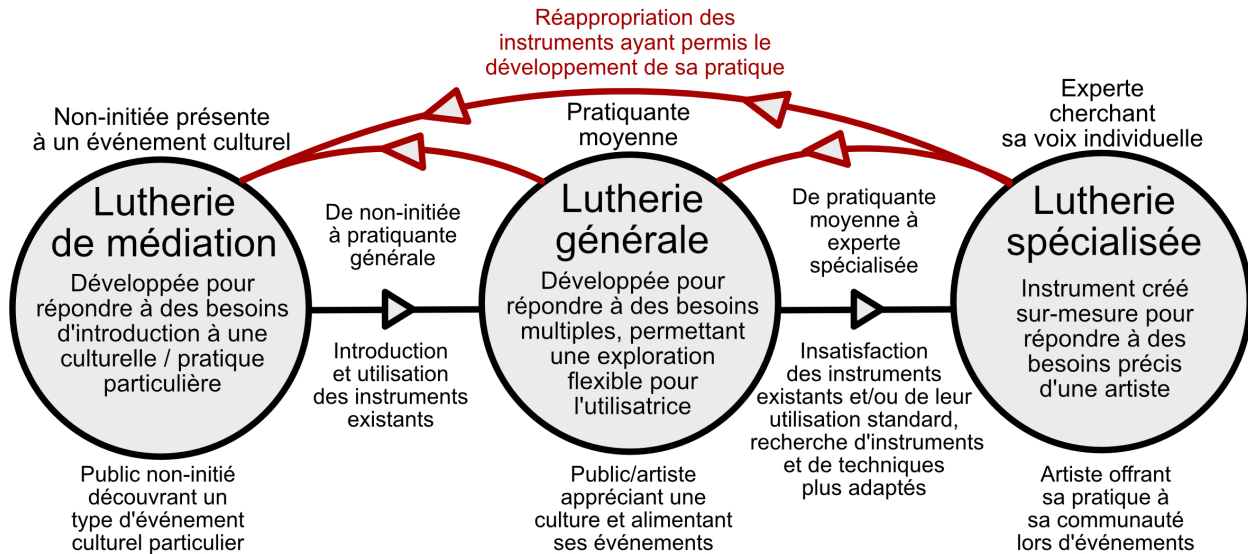 Réappropriation des
instruments ayant permis le
développement de sa pratique
Non-initiée présente
à un événement culturel
Pratiquante
moyenne
Experte
cherchant
sa voix individuelle
Lutherie
de médiation
Développée pour
répondre à des besoins
d'introduction à une
culturelle / pratique
particulière
De non-initiée
à pratiquante
générale
Introduction
et utilisation
des instruments
existants
Lutherie
générale
Développée pour
répondre à des besoins
multiples, permettant
une exploration
flexible pour
l'utilisatrice
De pratiquante
moyenne à
experte
spécialisée
Insatisfaction
des instruments
existants et/ou de leur
utilisation standard,
recherche d'instruments
et de techniques
plus adaptés
Lutherie
spécialisée
Instrument créé
sur-mesure pour
répondre à des
besoins précis
d'une artiste
Public non-initié
découvrant un
type d'événement
culturel particulier
Public/artiste
appréciant une
culture et alimentant
ses événements
Artiste offrant
sa pratique à
sa communauté
lors d'événements